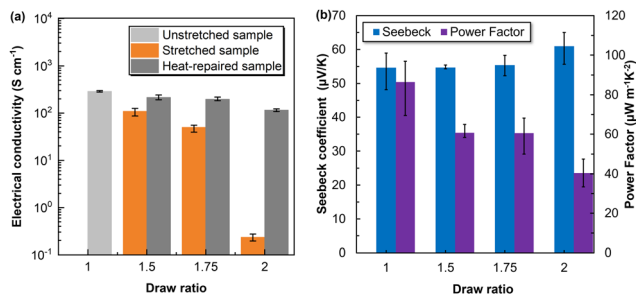 (a)
Unstretched sample
Stretched sample
Heat-repaired sample
Electrical conductivity (S cm⁻¹)
10⁴
10³
10²
10¹
10⁰
10⁻¹
1
1.5
1.75
2
Draw ratio
(b)
Seebeck
Power Factor
Seebeck coefficient (µV/K)
70
60
50
40
30
20
10
0
1
1.5
1.75
2
Draw ratio
120
100
80
60
40
20
0
Power Factor (µW m⁻¹K⁻²)